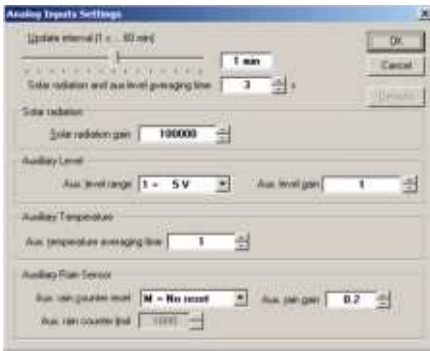 Analog Inputs Settings
Update interval (1 s ... 60 min)
1 min
OK
Cancel
Solar radiation and aux level averaging time 3 s
Defaults
Solar radiation
Solar radiation gain 100000
Auxiliary Level
Aux. level range 1 - 5 V Aux. level gain 1
Auxiliary Temperature
Aux. temperature averaging time 1
Auxiliary Rain Sensor
Aux. rain counter reset M = No reset Aux. rain gain 0.2
Aux. rain counter limit 1000